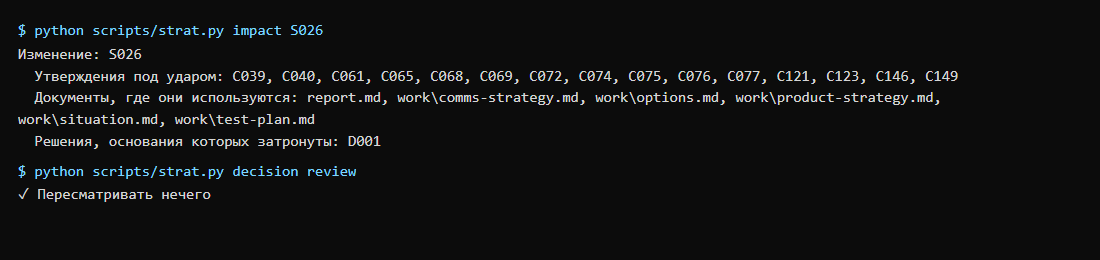 $ python scripts/strat.py impact S026
Изменение: S026
Утверждения под ударом: C039, C040, C061, C065, C068, C069, C072, C074, C075, C076, C077, C121, C123, C146, C149
Документы, где они используются: report.md, work\comms-strategy.md, work\options.md, work\product-strategy.md,
work\situation.md, work\test-plan.md
Решения, основания которых затронуты: D001
$ python scripts/strat.py decision review
✓ Пересматривать нечего